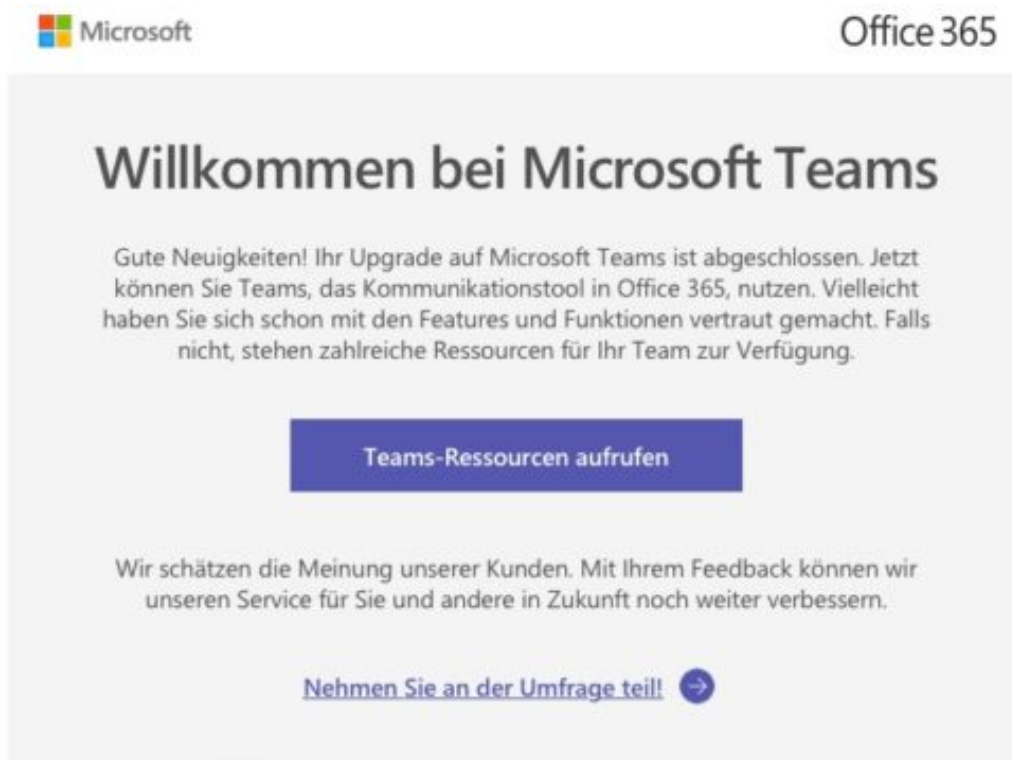 Microsoft
Office 365
Willkommen bei Microsoft Teams
Gute Neuigkeiten! Ihr Upgrade auf Microsoft Teams ist abgeschlossen. Jetzt
können Sie Teams, das Kommunikationstool in Office 365, nutzen. Vielleicht
haben Sie sich schon mit den Features und Funktionen vertraut gemacht. Falls
nicht, stehen zahlreiche Ressourcen für Ihr Team zur Verfügung.
Teams-Ressourcen aufrufen
Wir schätzen die Meinung unserer Kunden. Mit Ihrem Feedback können wir
unseren Service für Sie und andere in Zukunft noch weiter verbessern.
Nehmen Sie an der Umfrage teil!